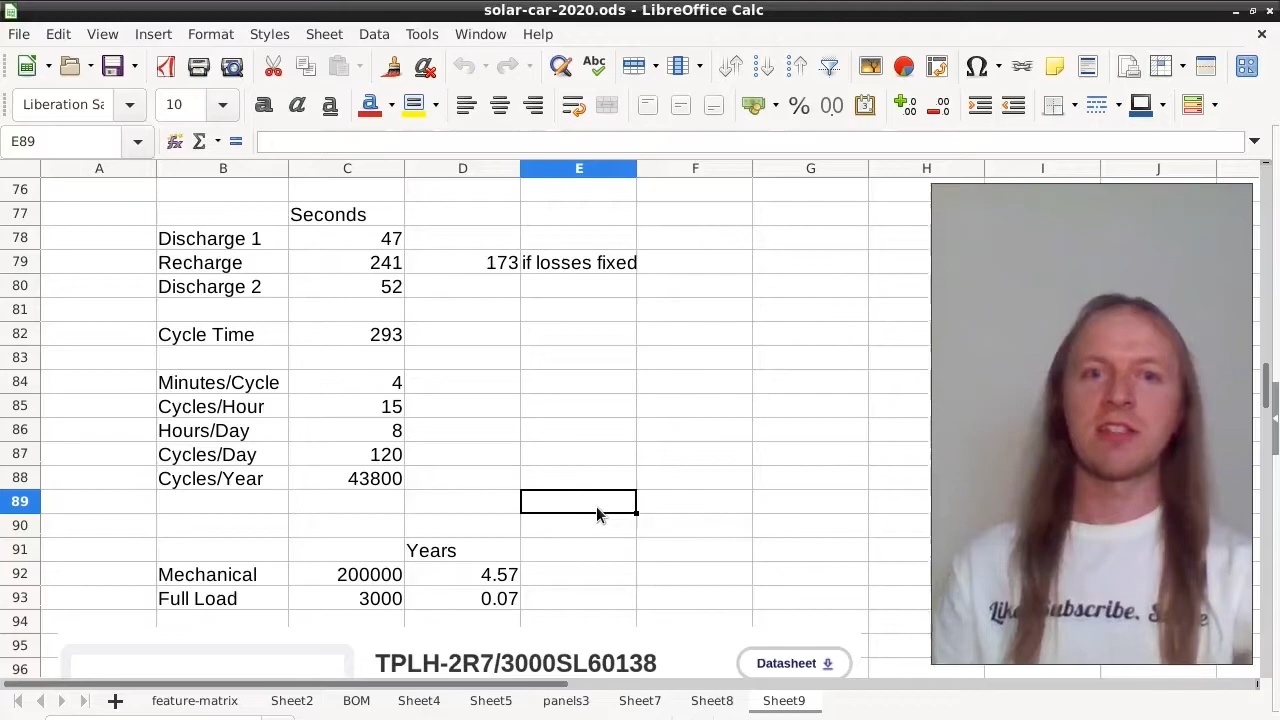 solar-car-2020.ods - LibreOffice Calc
File Edit View Insert Format Styles Sheet Data Tools Window Help
Abc
Liberation Sa 10
E89
A B C D E F G H I J
76
77 Seconds
78 Discharge 1 47
79 Recharge 241 173 if losses fixed
80 Discharge 2 52
81
82 Cycle Time 293
83
84 Minutes/Cycle 4
85 Cycles/Hour 15
86 Hours/Day 8
87 Cycles/Day 120
88 Cycles/Year 43800
89
90
91 Years
92 Mechanical 200000 4.57
93 Full Load 3000 0.07
94
95
96
TPLH-2R7/3000SL60138 Datasheet
feature-matrix Sheet2 BOM Sheet4 Sheet5 panels3 Sheet7 Sheet8 Sheet9